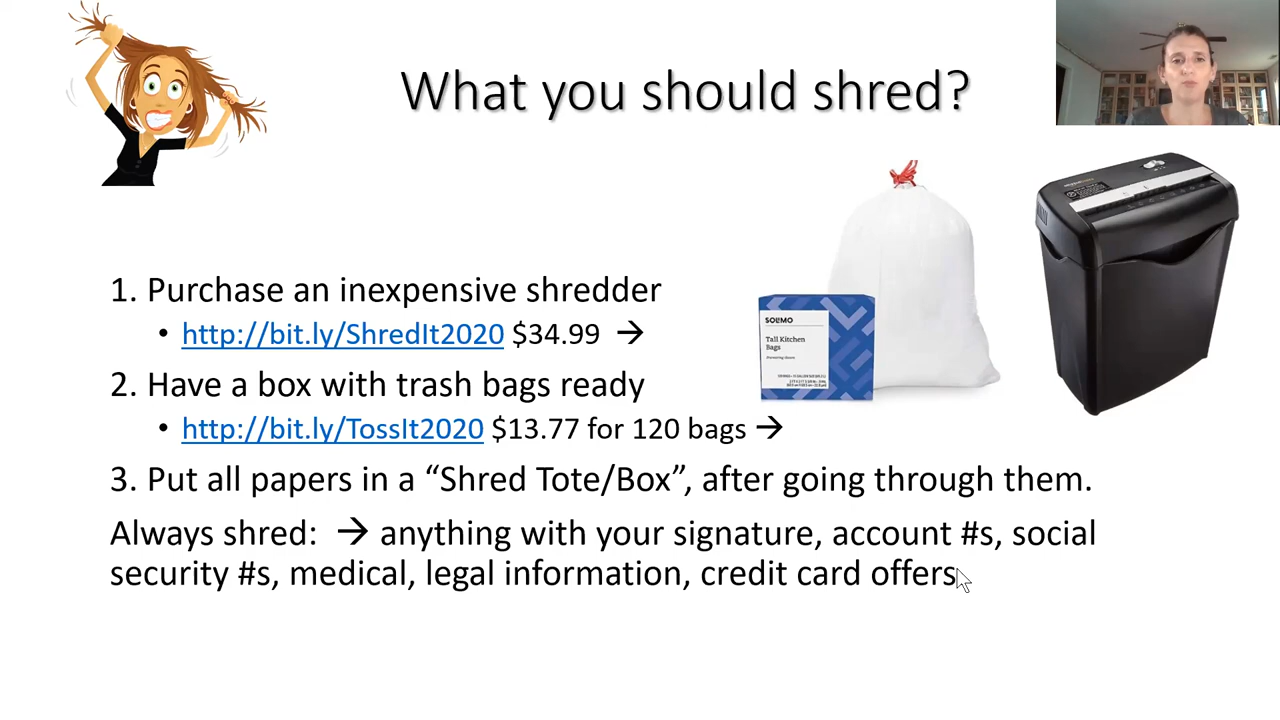 What you should shred?
1. Purchase an inexpensive shredder
• http://bit.ly/ShredIt2020 $34.99 →
2. Have a box with trash bags ready
• http://bit.ly/TossIt2020 $13.77 for 120 bags →
3. Put all papers in a “Shred Tote/Box”, after going through them.
Always shred: → anything with your signature, account #s, social
security #s, medical, legal information, credit card offers
SOLIMO
Tall Kitchen
Bags